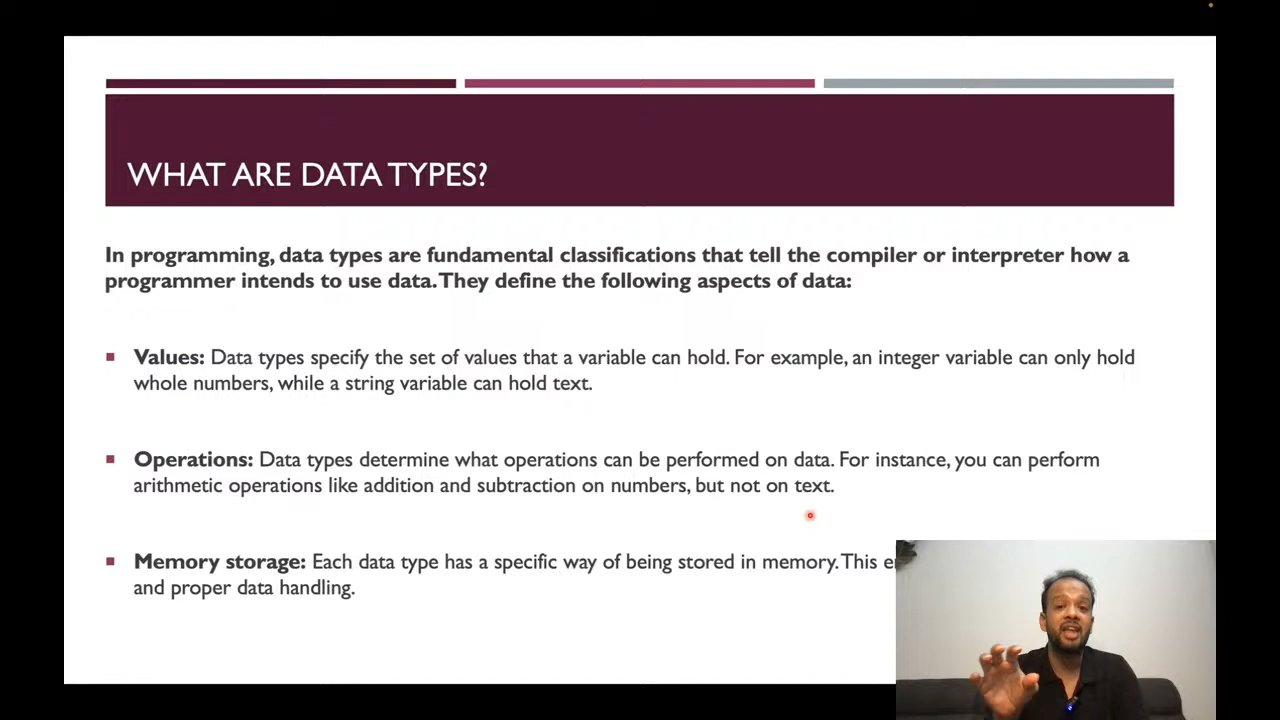 WHAT ARE DATA TYPES?
In programming, data types are fundamental classifications that tell the compiler or interpreter how a
programmer intends to use data. They define the following aspects of data:
Values: Data types specify the set of values that a variable can hold. For example, an integer variable can only hold
whole numbers, while a string variable can hold text.
Operations: Data types determine what operations can be performed on data. For instance, you can perform
arithmetic operations like addition and subtraction on numbers, but not on text.
Memory storage: Each data type has a specific way of being stored in memory. This
and proper data handling.